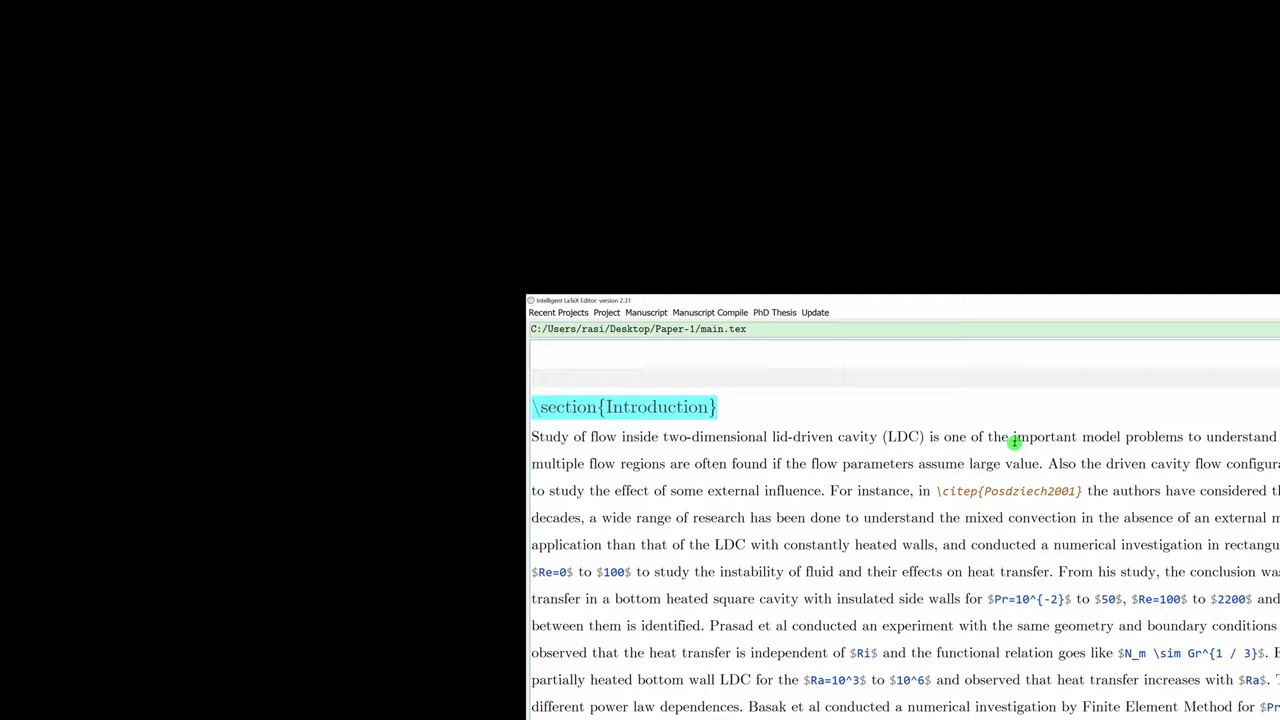 Intelligent LaTeX Editor: version 2.31
Recent Projects Project Manuscript Manuscript Compile PhD Thesis Update
C:/Users/rasi/Desktop/Paper-1/main.tex
\section{Introduction}
Study of flow inside two-dimensional lid-driven cavity (LDC) is one of the important model problems to understand
multiple flow regions are often found if the flow parameters assume large value. Also the driven cavity flow
to study the effect of some external influence. For instance, in \citep{Posdziech2001} the authors have considered
decades, a wide range of research has been done to understand the mixed convection in the absence of an external
application than that of the LDC with constantly heated walls, and conducted a numerical investigation in
$Re=0$ to $100$ to study the instability of fluid and their effects on heat transfer. From his study, the conclusion
transfer in a bottom heated square cavity with insulated side walls for $Pr=10^{-2}$ to $50$, $Re=100$ to $2200$ and
between them is identified. Prasad et al conducted an experiment with the same geometry and boundary conditions
observed that the heat transfer is independent of $Ri$ and the functional relation goes like $N_m \sim Gr^{1 / 3}$.
partially heated bottom wall LDC for the $Ra=10^3$ to $10^6$ and observed that heat transfer increases with $Ra$.
different power law dependences. Basak et al conducted a numerical investigation by Finite Element Method for